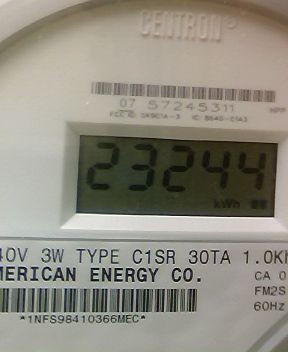 CENTRON®
07 57245311
23244
kWh
40V 3W TYPE C1SR 30TA 1.0Kh
MERICAN ENERGY CO.
CA 0
FM2S
60Hz
*1NFS98410366MEC*